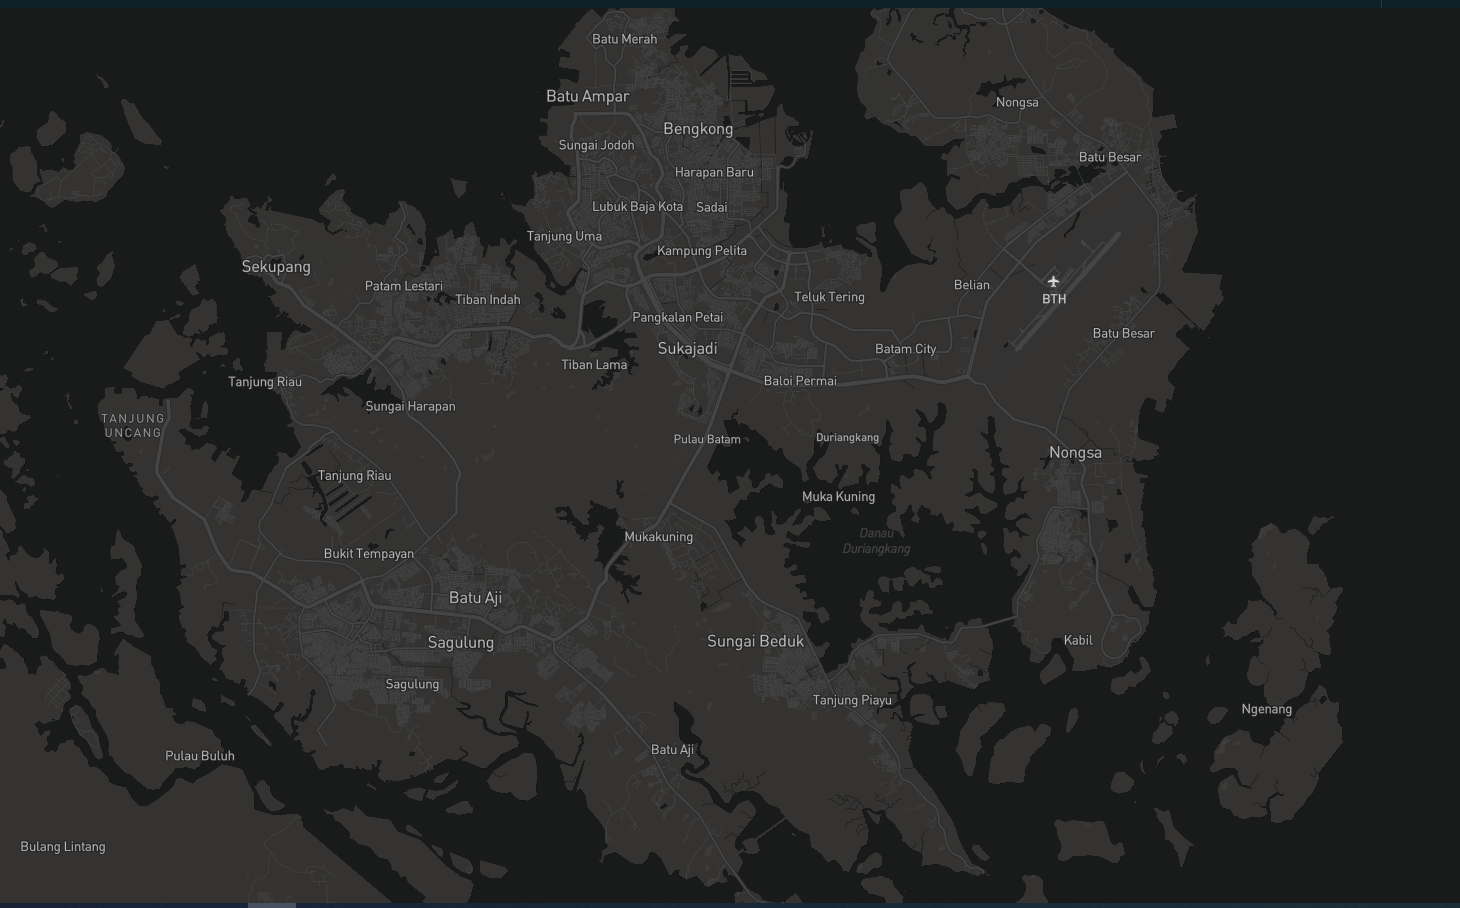 Batu Merah
Batu Ampar
Nongsa
Bengkong
Sungai Jodoh
Batu Besar
Harapan Baru
Lubuk Baja Kota
Sadai
Tanjung Uma
Kampung Pelita
Sekupang
Patam Lestari
Belian
Tiban Indah
Teluk Tering
BTH
Pangkalan Petai
Batu Besar
Sukajadi
Batam City
Tiban Lama
Tanjung Riau
Baloi Permai
Sungai Harapan
TANJUNG
UNCANG
Pulau Batam
Duriangkang
Nongsa
Tanjung Riau
Muka Kuning
Mukakuning
Danau
Duriangkang
Bukit Tempayan
Batu Aji
Sagulung
Sungai Beduk
Kabil
Sagulung
Tanjung Piayu
Ngenang
Batu Aji
Pulau Buluh
Bulang Lintang